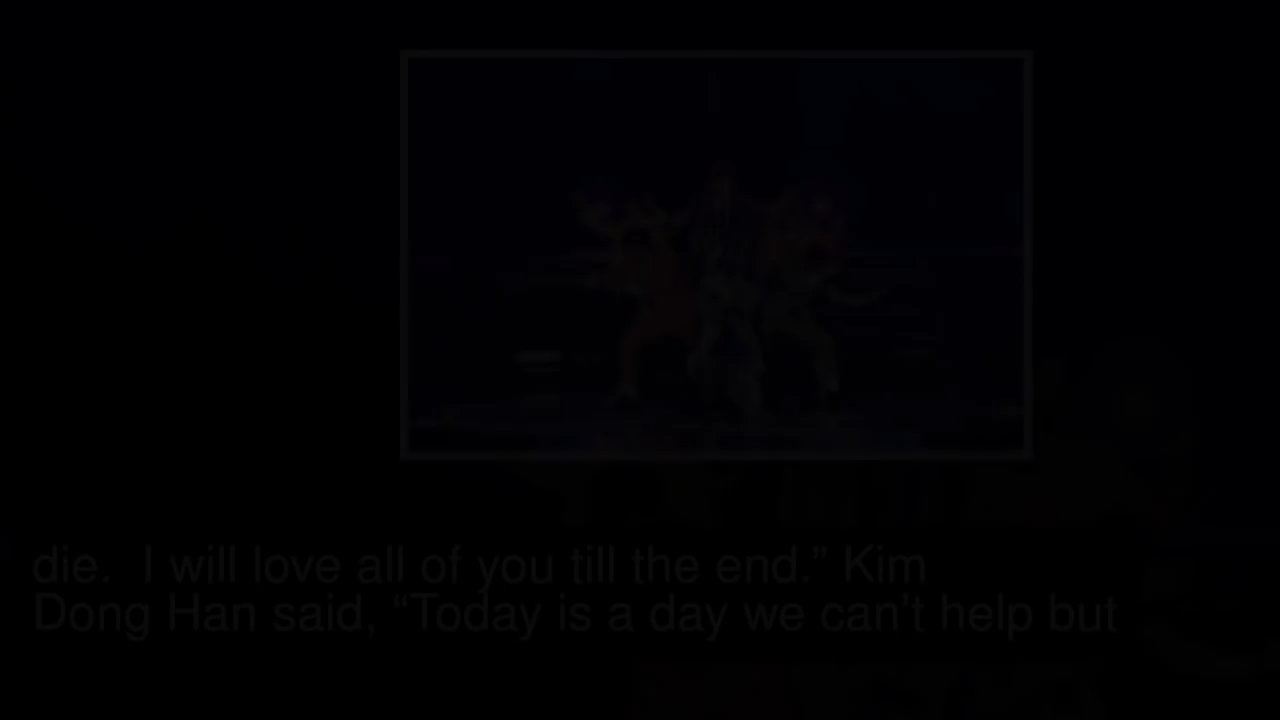 die. I will love all of you till the end.” Kim
Dong Han said, “Today is a day we can’t help but